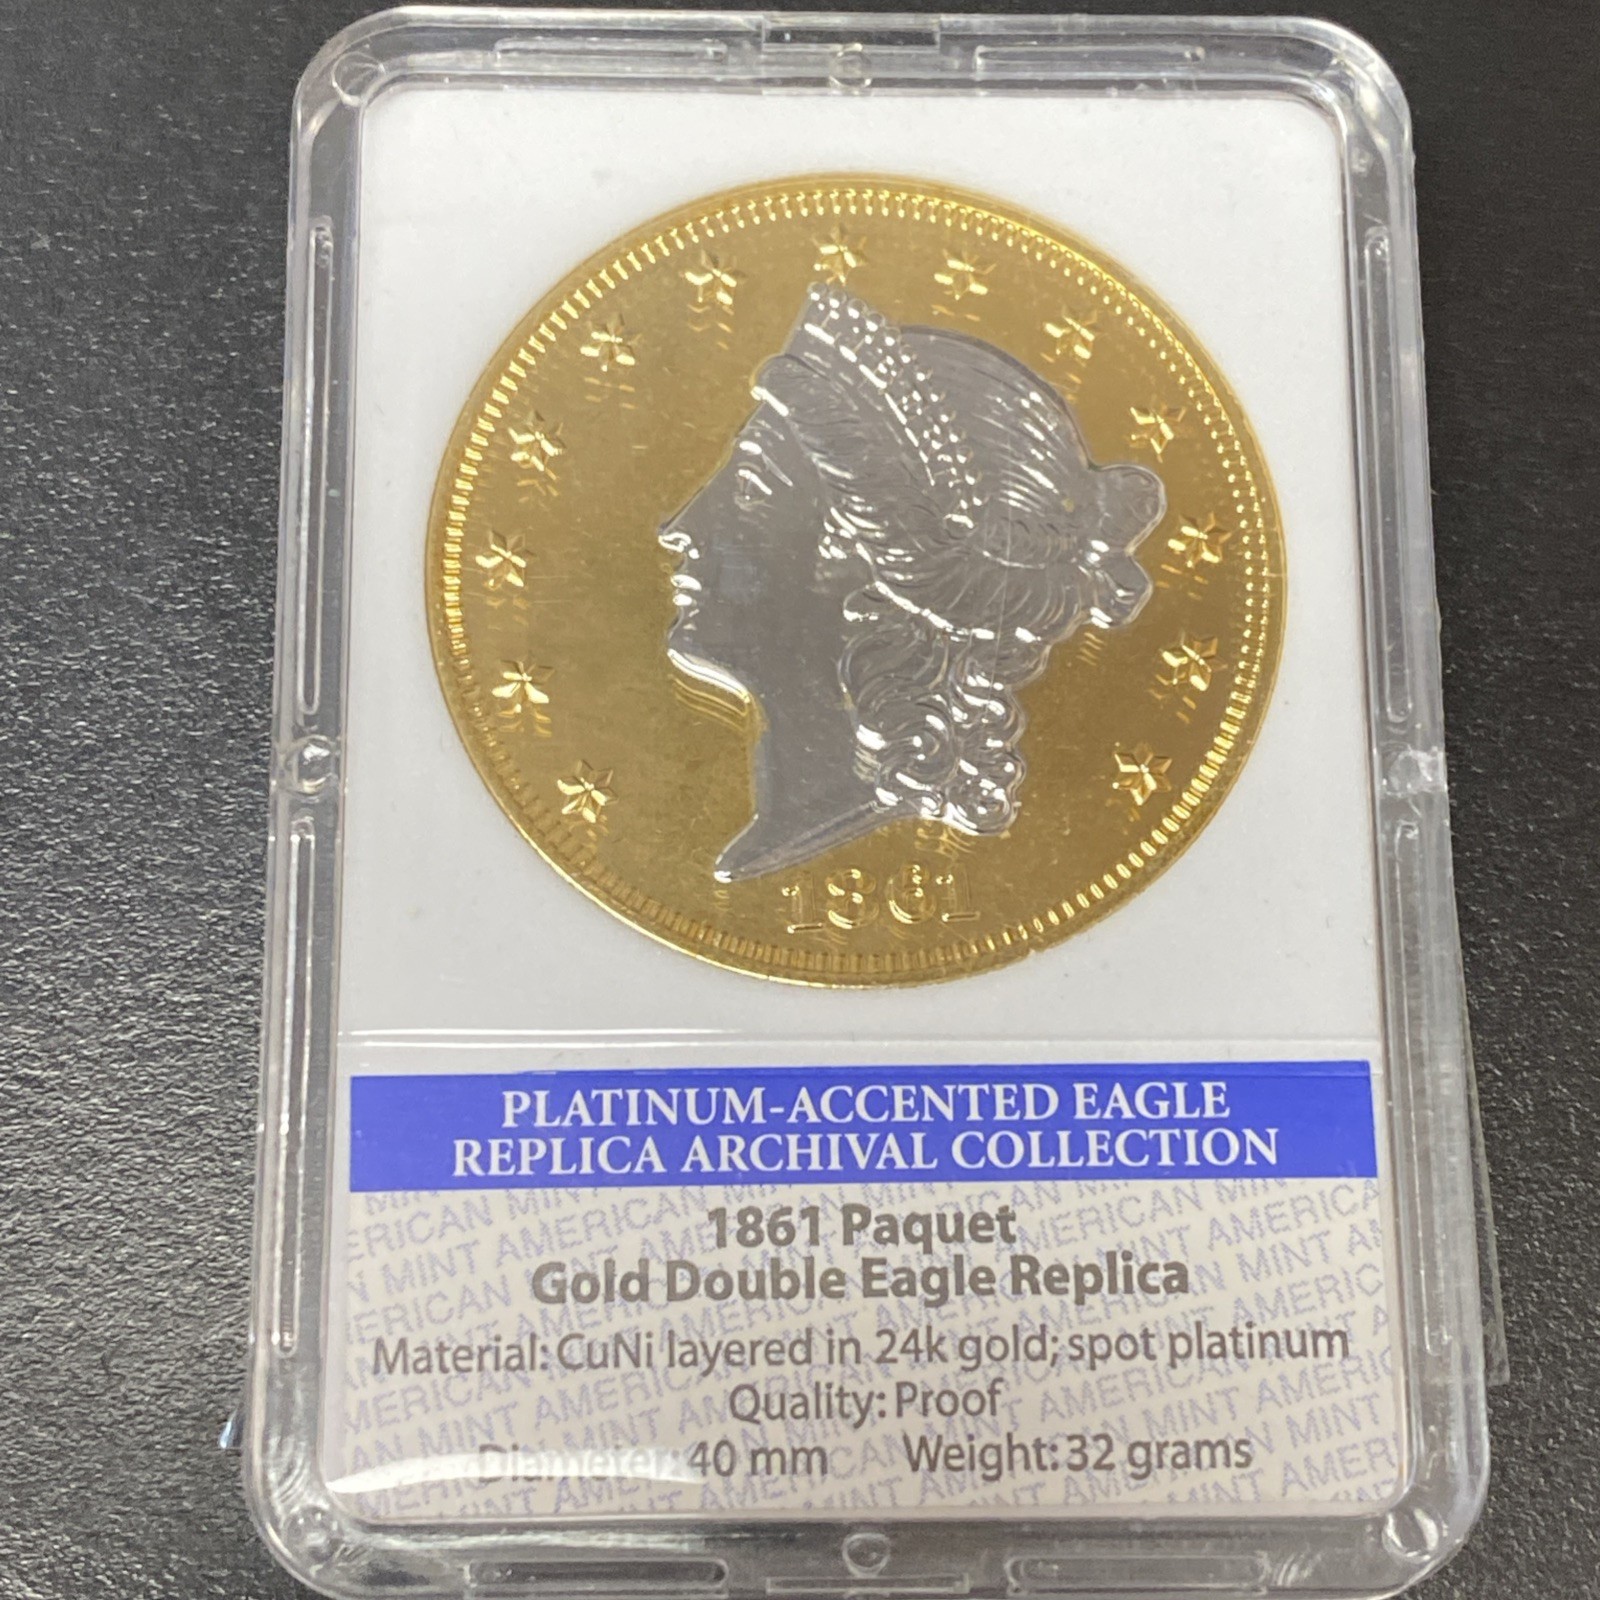 1861
PLATINUM-ACCENTED EAGLE
REPLICA ARCHIVAL COLLECTION
1861 Paquet
Gold Double Eagle Replica
Material: CuNi layered in 24k gold; spot platinum
Quality: Proof
Diameter: 40 mm Weight: 32 grams